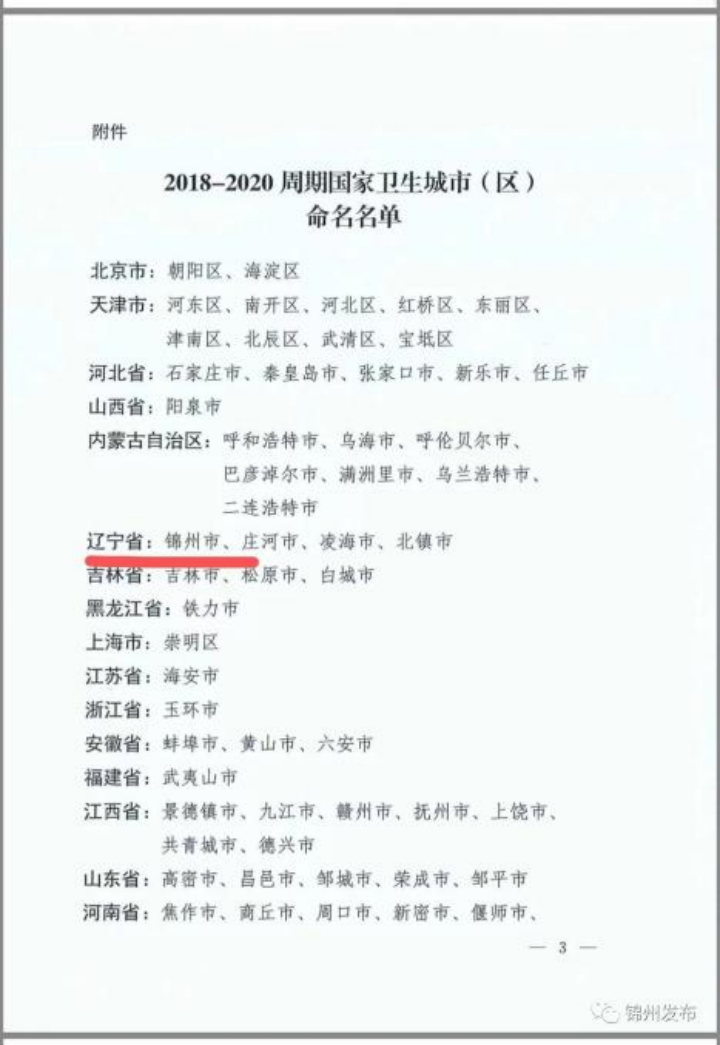 附件
2018-2020 周期国家卫生城市（区）
命名名单
北京市：朝阳区、海淀区
天津市：河东区、南开区、河北区、红桥区、东丽区、
津南区、北辰区、武清区、宝坻区
河北省：石家庄市、秦皇岛市、张家口市、新乐市、任丘市
山西省：阳泉市
内蒙古自治区：呼和浩特市、乌海市、呼伦贝尔市、
巴彦淖尔市、满洲里市、乌兰浩特市、
二连浩特市
辽宁省：锦州市、庄河市、凌海市、北镇市
吉林省：吉林市、松原市、白城市
黑龙江省：铁力市
上海市：崇明区
江苏省：海安市
浙江省：玉环市
安徽省：蚌埠市、黄山市、六安市
福建省：武夷山市
江西省：景德镇市、九江市、赣州市、抚州市、上饶市、
共青城市、德兴市
山东省：高密市、昌邑市、邹城市、荣成市、邹平市
河南省：焦作市、商丘市、周口市、新密市、偃师市、
— 3 —
锦州发布